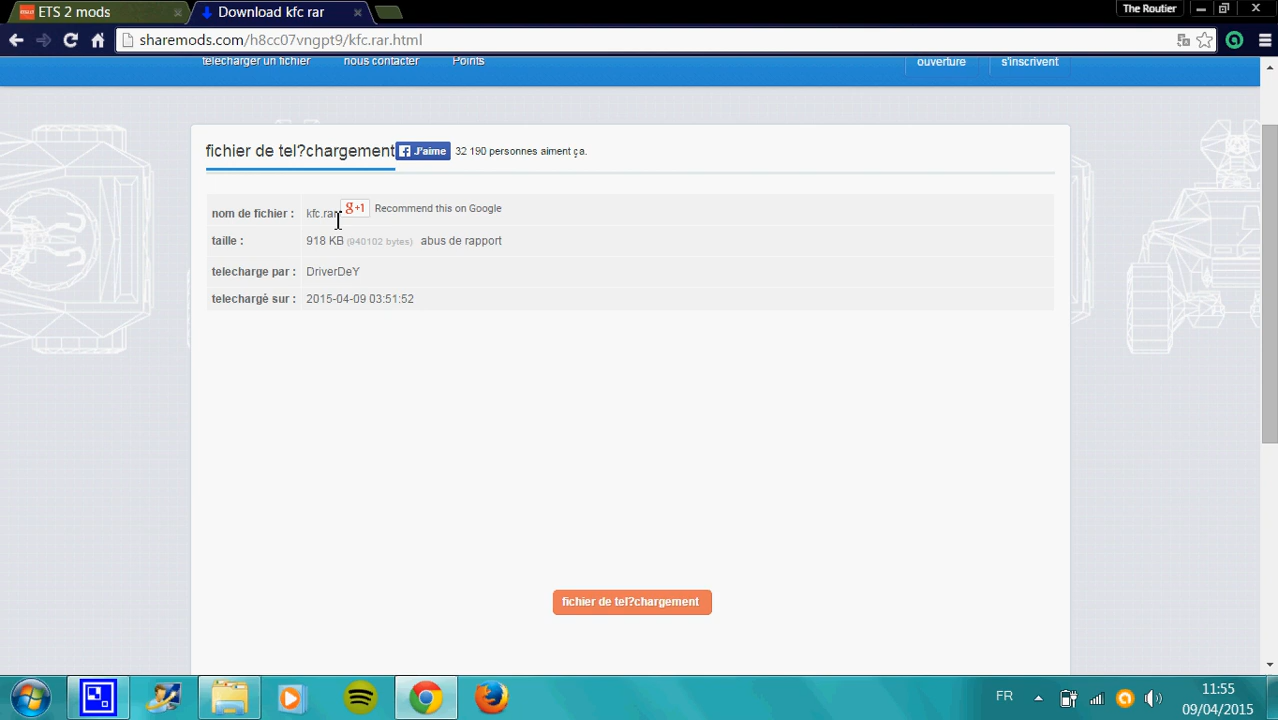 ETS 2 mods
Download kfc rar
The Routier
sharemods.com/h8cc07vngpt9/kfc.rar.html
telecharger un fichier nous contacter Points ouverture s'inscrivent
fichier de tel?chargement J'aime 32 190 personnes aiment ça.
nom de fichier : kfc.rar g+1 Recommend this on Google
taille : 918 KB (940102 bytes) abus de rapport
telecharge par : DriverDeY
telechargé sur : 2015-04-09 03:51:52
fichier de tel?chargement
FR 11:55
09/04/2015